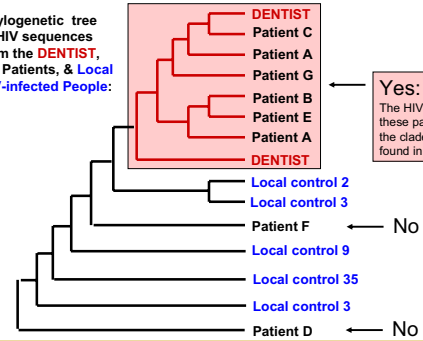 ylogenetic tree
HIV sequences
m the DENTIST,
Patients, & Local
-infected People:
DENTIST
Patient C
Patient A
Patient G
Patient B
Patient E
Patient A
DENTIST
Yes:
The HIV
these pa
the clade
found in
Local control 2
Local control 3
Patient F
No
Local control 9
Local control 35
Local control 3
Patient D
No